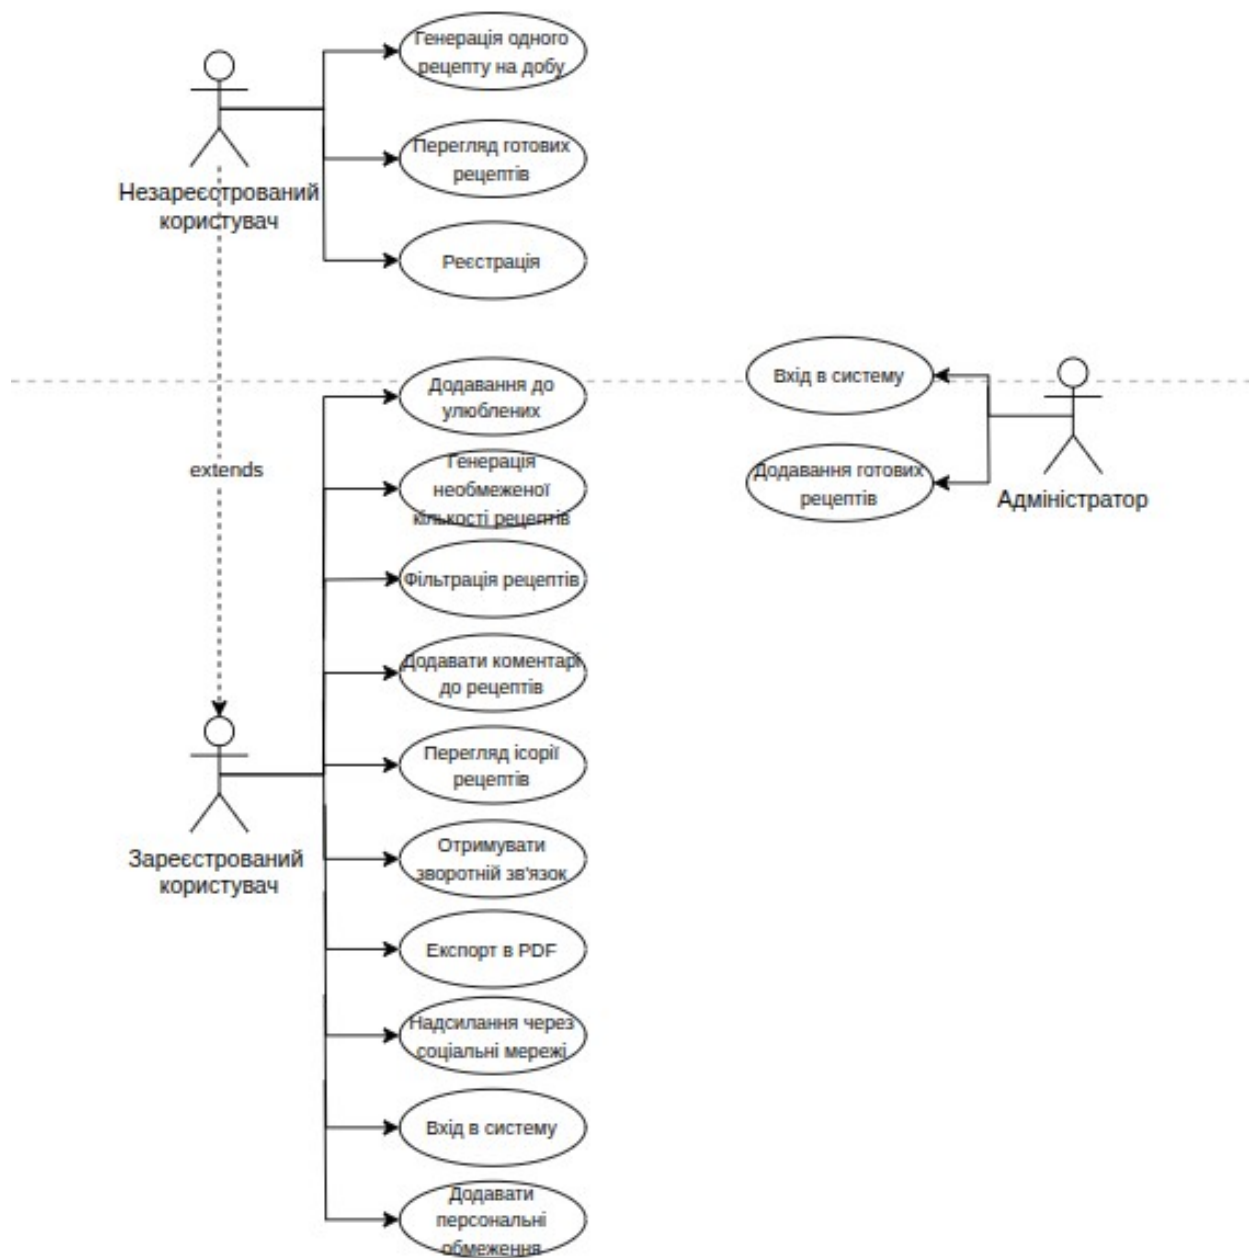 Генерація одного
рецепту на добу
Перегляд готових
рецептів
Незареєстрований
користувач
Реєстрація
Вхід в систему
Додавання до
улюблених
extends
Генерація
необмеженої
кількості рецептів
Додавання готових
рецептів
Адміністратор
Фільтрація рецептів
Додавати коментарі
до рецептів
Перегляд ісорії
рецептів
Зареєстрований
користувач
Отримувати
зворотній зв'язок
Експорт в PDF
Надсилання через
соціальні мережі
Вхід в систему
Додавати
персональні
обмеження